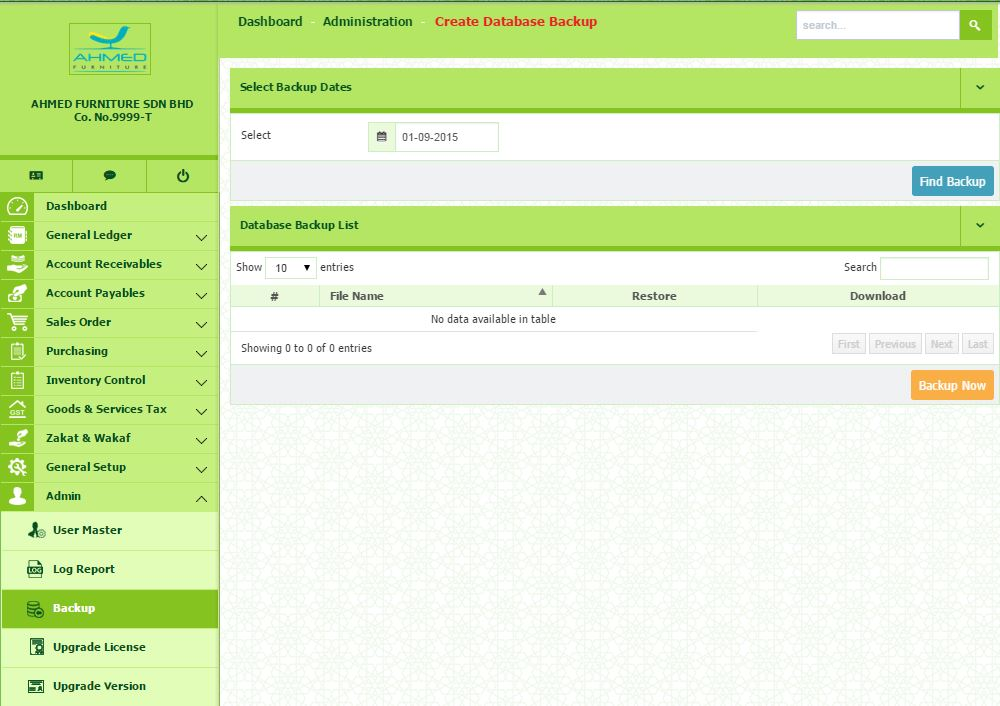 Dashboard - Administration - Create Database Backup
search...
AHMED
FURNITURE
AHMED FURNITURE SDN BHD
Co. No.9999-T
Dashboard
RM
General Ledger
Account Receivables
Account Payables
Sales Order
Purchasing
Inventory Control
GST
Goods & Services Tax
Zakat & Wakaf
General Setup
Admin
User Master
LOG
Log Report
Backup
Upgrade License
Upgrade Version
Select Backup Dates
Select 01-09-2015
Find Backup
Database Backup List
Show 10 entries Search
# File Name Restore Download
No data available in table
Showing 0 to 0 of 0 entries First Previous Next Last
Backup Now